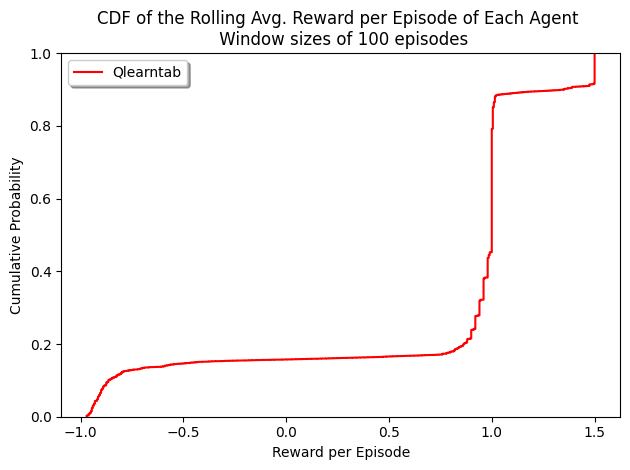 CDF of the Rolling Avg. Reward per Episode of Each Agent
Window sizes of 100 episodes
Qlearntab
Cumulative Probability
1.0
0.8
0.6
0.4
0.2
0.0
−1.0 −0.5 0.0 0.5 1.0 1.5
Reward per Episode